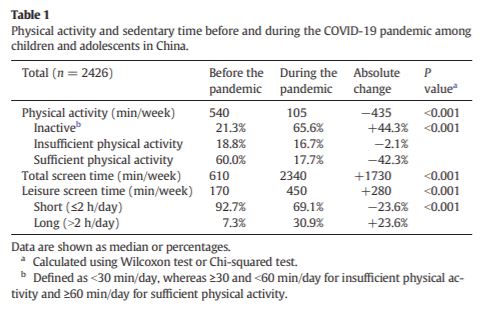 Table 1
Physical activity and sedentary time before and during the COVID-19 pandemic among
children and adolescents in China.
Total (n = 2426) Before the During the Absolute P
pandemic pandemic change valueᵃ
Physical activity (min/week) 540 105 −435 <0.001
Inactiveᵇ 21.3% 65.6% +44.3% <0.001
Insufficient physical activity 18.8% 16.7% −2.1%
Sufficient physical activity 60.0% 17.7% −42.3%
Total screen time (min/week) 610 2340 +1730 <0.001
Leisure screen time (min/week) 170 450 +280 <0.001
Short (≤2 h/day) 92.7% 69.1% −23.6% <0.001
Long (>2 h/day) 7.3% 30.9% +23.6%
Data are shown as median or percentages.
ᵃ Calculated using Wilcoxon test or Chi-squared test.
ᵇ Defined as <30 min/day, whereas ≥30 and <60 min/day for insufficient physical ac-
tivity and ≥60 min/day for sufficient physical activity.